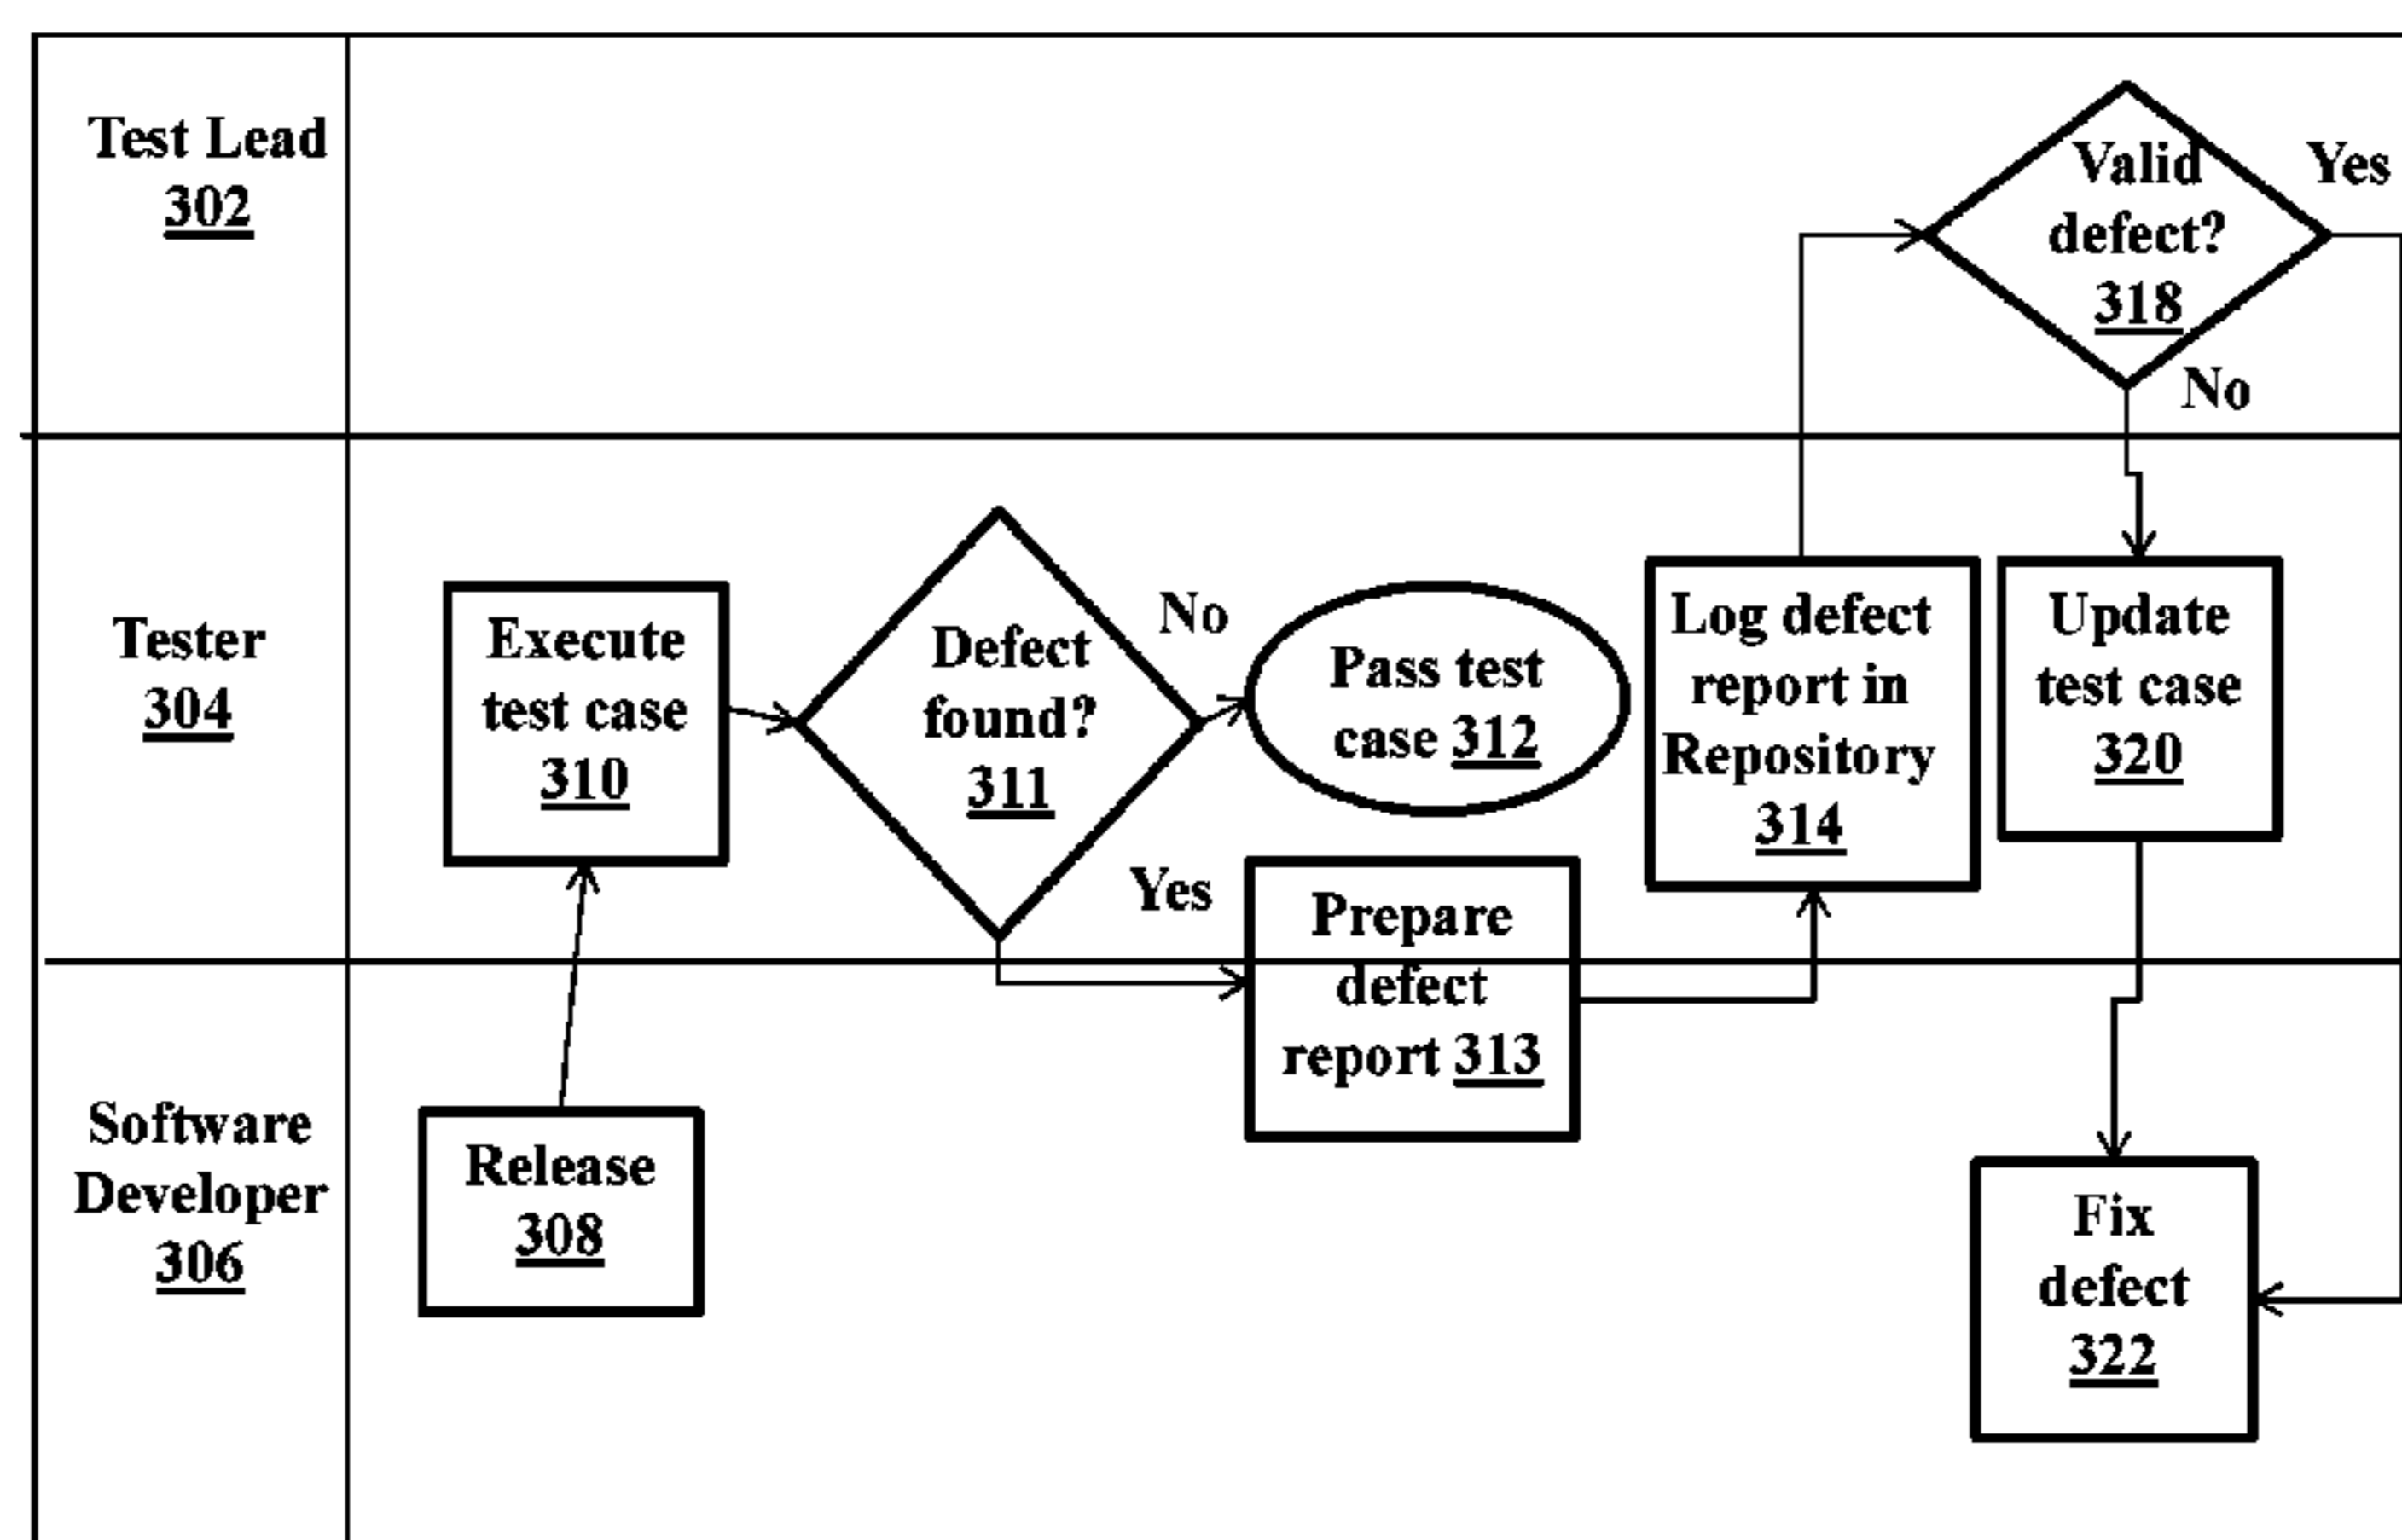 Test Lead
302
Valid
defect?
318
Yes
No
Tester
304
Execute
test case
310
Defect
found?
311
No
Yes
Pass test
case 312
Prepare
defect
report 313
Log defect
report in
Repository
314
Update
test case
320
Software
Developer
306
Release
308
Fix
defect
322